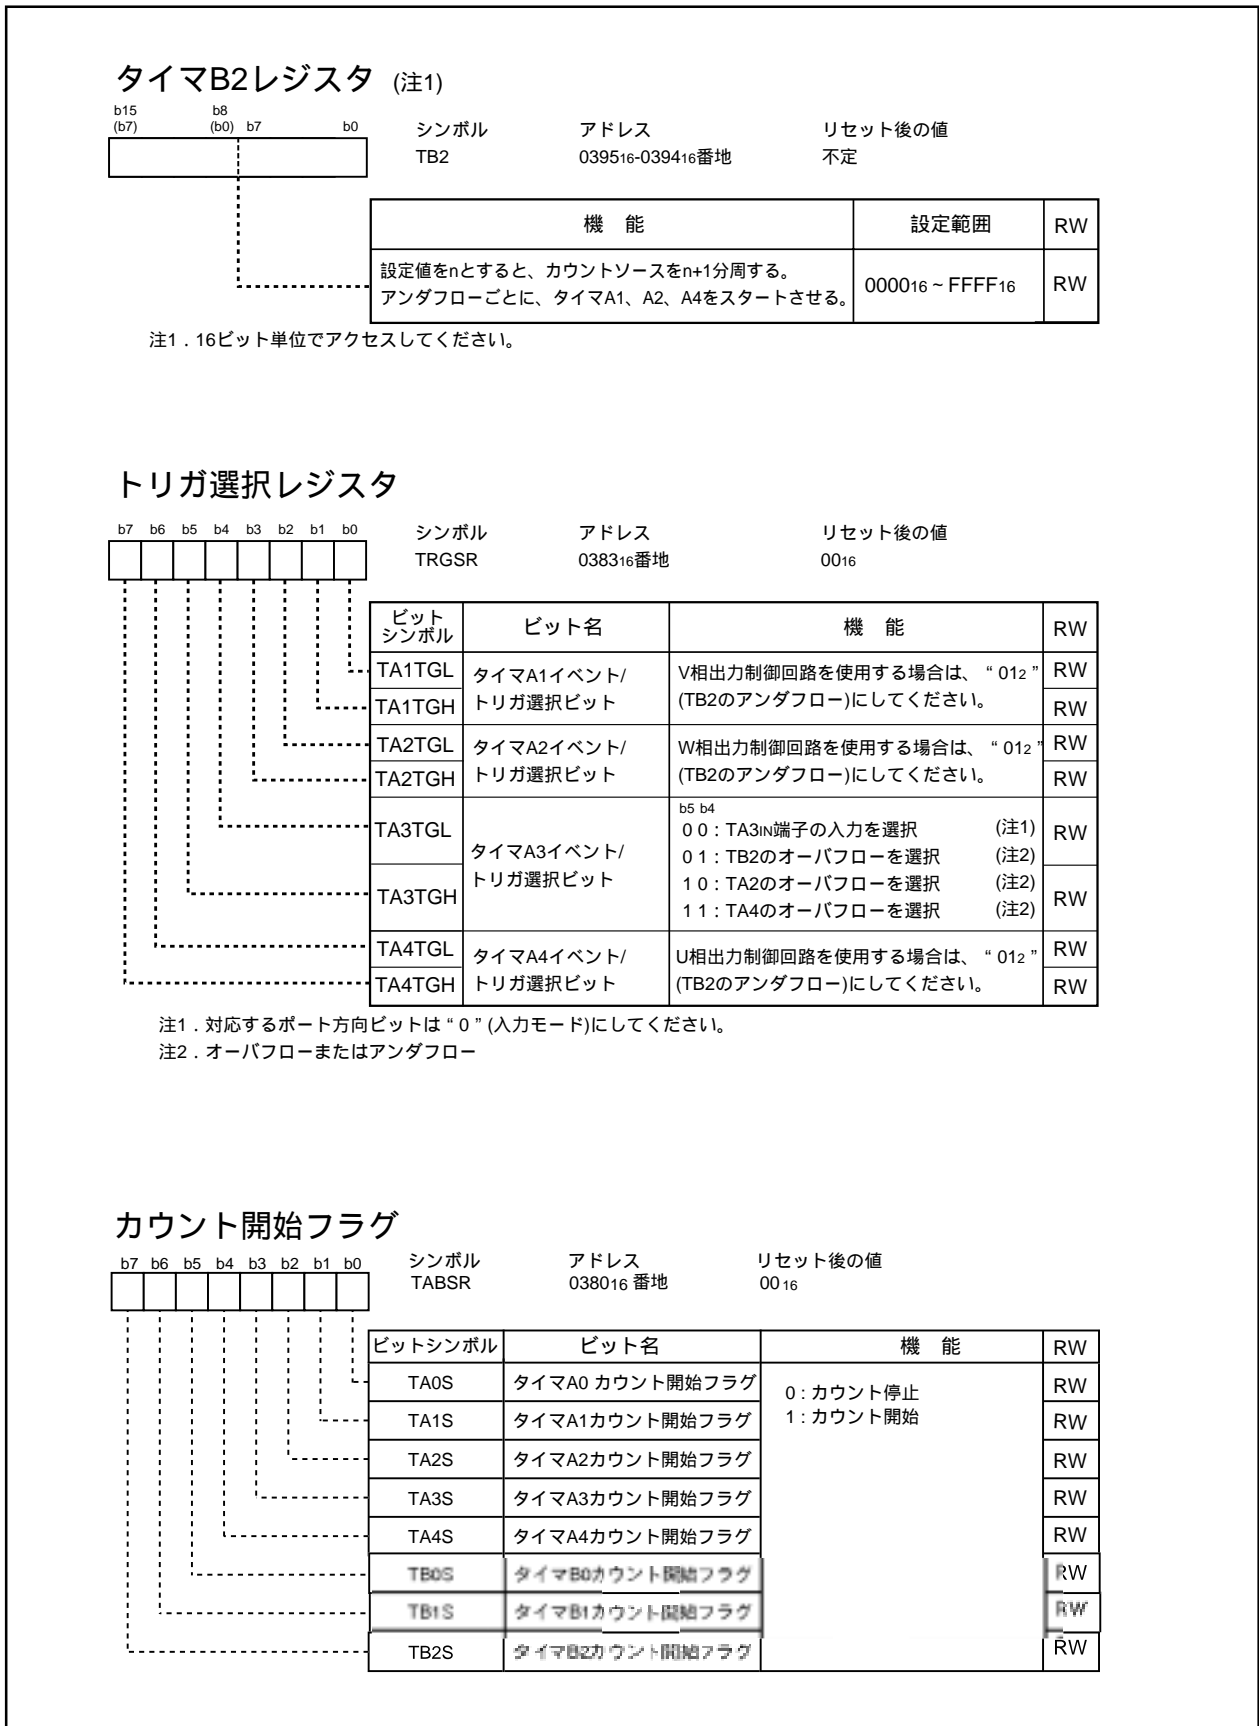 タイマB2レジスタ (注1)
b15 b8
(b7) (b0) b7 b0
シンボル アドレス リセット後の値
TB2 039516-039416番地 不定
機 能 設定範囲 RW
設定値をnとすると、カウントソースをn+1分周する。
アンダフローごとに、タイマA1、A2、A4をスタートさせる。
000016 ~ FFFF16 RW
注1．16ビット単位でアクセスしてください。
トリガ選択レジスタ
b7 b6 b5 b4 b3 b2 b1 b0
シンボル アドレス リセット後の値
TRGSR 038316番地 0016
ビット
シンボル
ビット名 機 能 RW
TA1TGL タイマA1イベント/ V相出力制御回路を使用する場合は、“ 012 ” RW
TA1TGH トリガ選択ビット (TB2のアンダフロー)にしてください。 RW
TA2TGL タイマA2イベント/ W相出力制御回路を使用する場合は、“ 012 ” RW
TA2TGH トリガ選択ビット (TB2のアンダフロー)にしてください。 RW
b5 b4
0 0 : TA3IN端子の入力を選択 (注1)
TA3TGL RW
0 1 : TB2のオーバフローを選択 (注2)
タイマA3イベント/
トリガ選択ビット
1 0 : TA2のオーバフローを選択 (注2)
TA3TGH RW
1 1 : TA4のオーバフローを選択 (注2)
TA4TGL タイマA4イベント/ U相出力制御回路を使用する場合は、“ 012 ” RW
TA4TGH トリガ選択ビット (TB2のアンダフロー)にしてください。 RW
注1．対応するポート方向ビットは“ 0 ” (入力モード)にしてください。
注2．オーバフローまたはアンダフロー
カウント開始フラグ
b7 b6 b5 b4 b3 b2 b1 b0
シンボル アドレス リセット後の値
TABSR 038016 番地 00 16
ビットシンボル ビット名 機 能 RW
TA0S タイマA0 カウント開始フラグ 0 : カウント停止 RW
TA1S タイマA1カウント開始フラグ 1 : カウント開始 RW
TA2S タイマA2カウント開始フラグ RW
TA3S タイマA3カウント開始フラグ RW
TA4S タイマA4カウント開始フラグ RW
TB0S タイマB0カウント開始フラグ RW
TB1S タイマB1カウント開始フラグ RW
TB2S タイマB2カウント開始フラグ RW